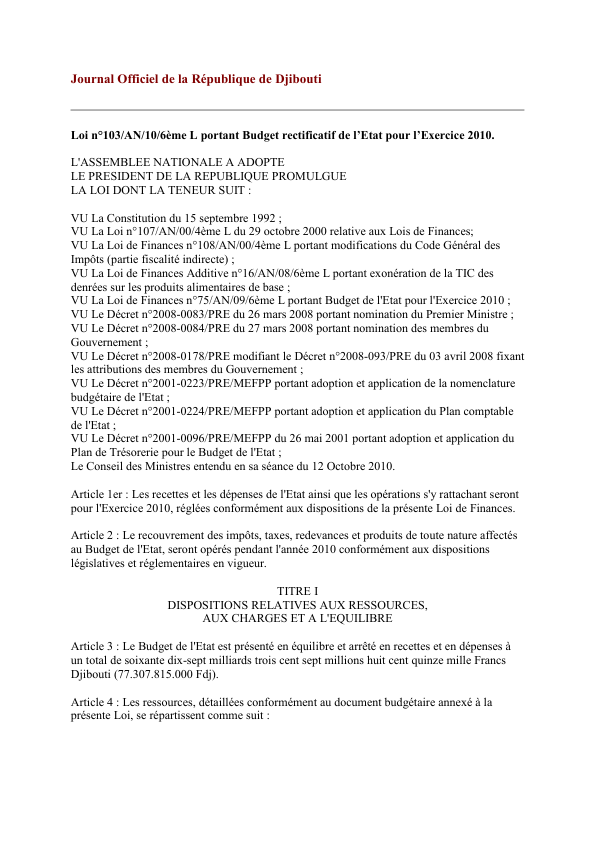 Journal Officiel de la République de Djibouti
Loi n°103/AN/10/6ème L portant Budget rectificatif de l’Etat pour l’Exercice 2010.
L'ASSEMBLEE NATIONALE A ADOPTE
LE PRESIDENT DE LA REPUBLIQUE PROMULGUE
LA LOI DONT LA TENEUR SUIT :
VU La Constitution du 15 septembre 1992 ;
VU La Loi n°107/AN/00/4ème L du 29 octobre 2000 relative aux Lois de Finances;
VU La Loi de Finances n°108/AN/00/4ème L portant modifications du Code Général des
Impôts (partie fiscalité indirecte) ;
VU La Loi de Finances Additive n°16/AN/08/6ème L portant exonération de la TIC des
denrées sur les produits alimentaires de base ;
VU La Loi de Finances n°75/AN/09/6ème L portant Budget de l'Etat pour l'Exercice 2010 ;
VU Le Décret n°2008-0083/PRE du 26 mars 2008 portant nomination du Premier Ministre ;
VU Le Décret n°2008-0084/PRE du 27 mars 2008 portant nomination des membres du
Gouvernement ;
VU Le Décret n°2008-0178/PRE modifiant le Décret n°2008-093/PRE du 03 avril 2008 fixant
les attributions des membres du Gouvernement ;
VU Le Décret n°2001-0223/PRE/MEFPP portant adoption et application de la nomenclature
budgétaire de l'Etat ;
VU Le Décret n°2001-0224/PRE/MEFPP portant adoption et application du Plan comptable
de l'Etat ;
VU Le Décret n°2001-0096/PRE/MEFPP du 26 mai 2001 portant adoption et application du
Plan de Trésorerie pour le Budget de l'Etat ;
Le Conseil des Ministres entendu en sa séance du 12 Octobre 2010.
Article 1er : Les recettes et les dépenses de l'Etat ainsi que les opérations s'y rattachant seront
pour l'Exercice 2010, réglées conformément aux dispositions de la présente Loi de Finances.
Article 2 : Le recouvrement des impôts, taxes, redevances et produits de toute nature affectés
au Budget de l'Etat, seront opérés pendant l'année 2010 conformément aux dispositions
législatives et réglementaires en vigueur.
TITRE I
DISPOSITIONS RELATIVES AUX RESSOURCES,
AUX CHARGES ET A L'EQUILIBRE
Article 3 : Le Budget de l'Etat est présenté en équilibre et arrêté en recettes et en dépenses à
un total de soixante dix-sept milliards trois cent sept millions huit cent quinze mille Francs
Djibouti (77.307.815.000 Fdj).
Article 4 : Les ressources, détaillées conformément au document budgétaire annexé à la
présente Loi, se répartissent comme suit :